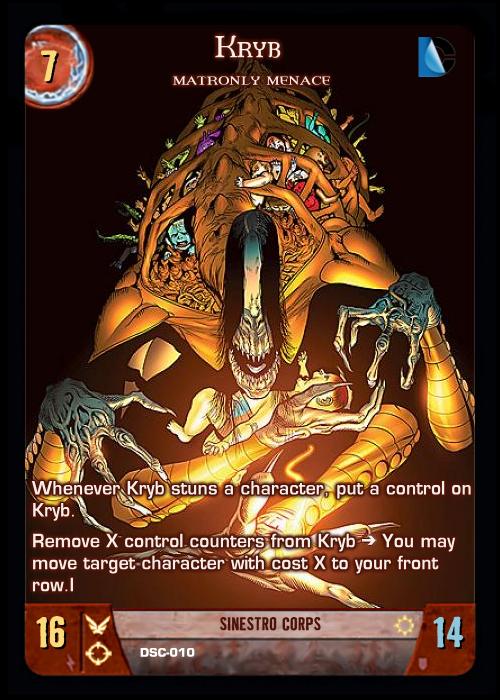 7
Kryb
MATRONLY MENACE
Whenever Kryb stuns a character, put a control on
Kryb.
Remove X control counters from Kryb → You may
move target character with cost X to your front
row.l
16
SINESTRO CORPS
14
DSC-010